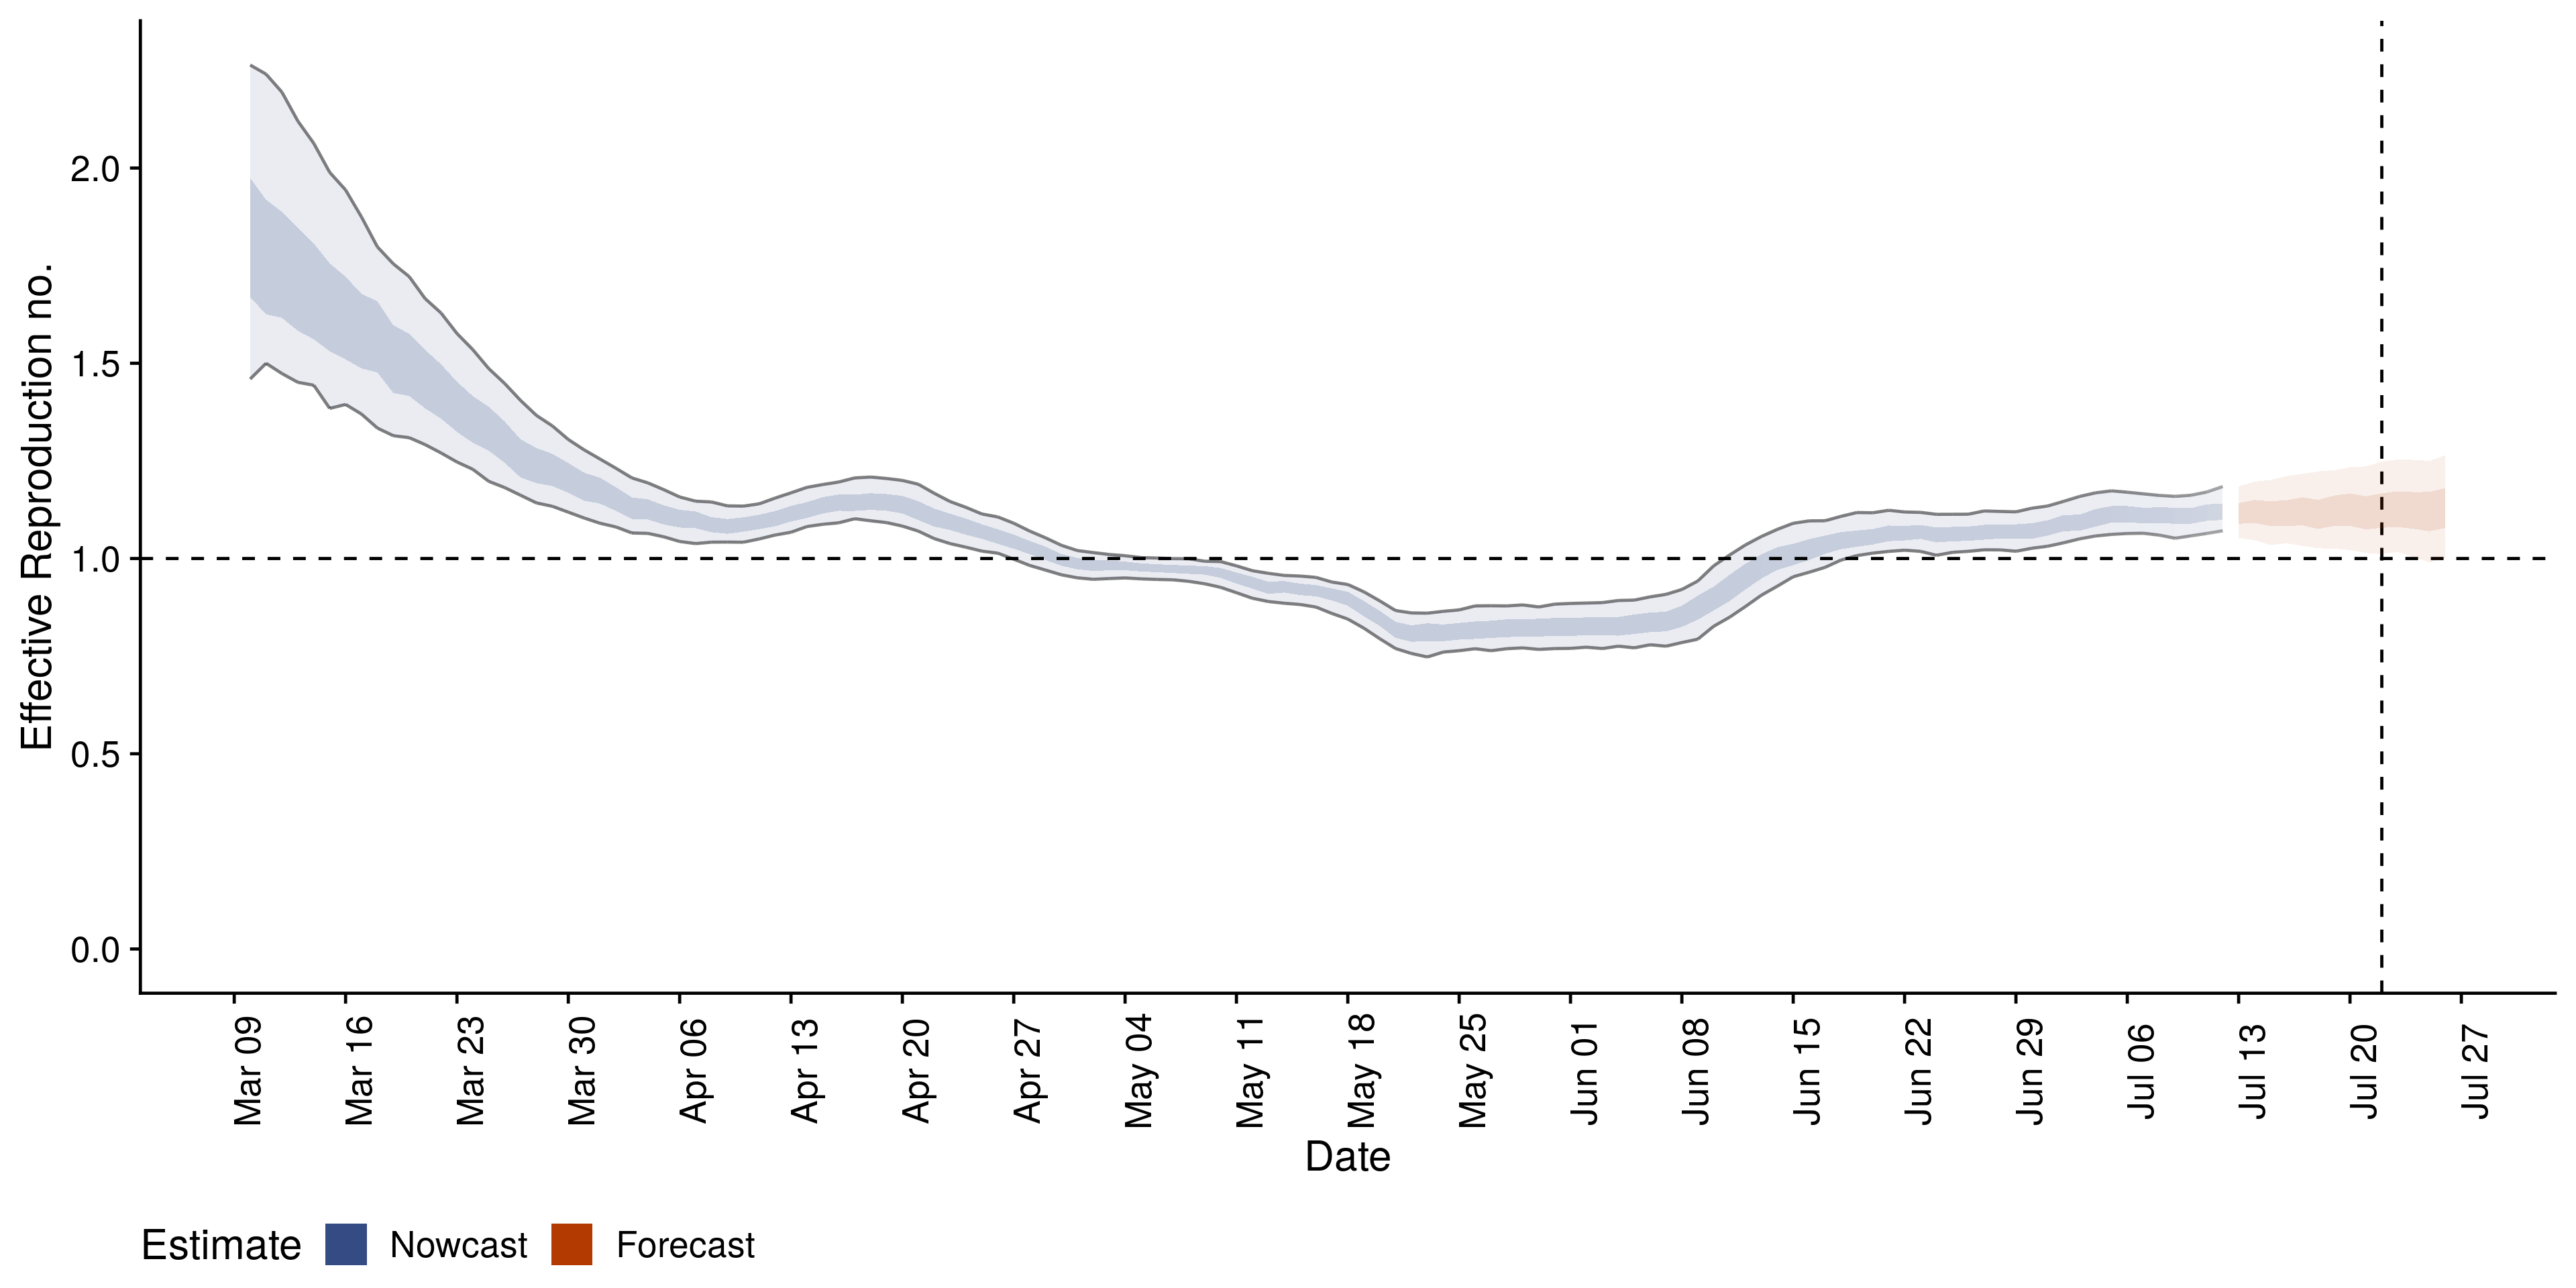 Effective Reproduction no.
2.0
1.5
1.0
0.5
0.0
Mar 09
Mar 16
Mar 23
Mar 30
Apr 06
Apr 13
Apr 20
Apr 27
May 04
May 11
May 18
May 25
Jun 01
Jun 08
Jun 15
Jun 22
Jun 29
Jul 06
Jul 13
Jul 20
Jul 27
Date
Estimate Nowcast Forecast